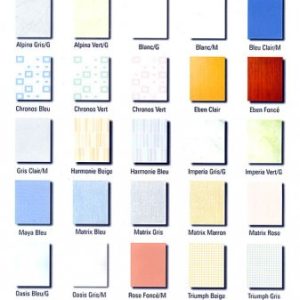 Alpina Gris/G Alpina Vert/G Blanc/G Blanc/M Bleu Clair/M
Chronos Bleu Chronos Vert Chronos Vert Eben Clair Eben Foncé
Gris Clair/M Harmonie Beige Harmonie Bleu Imperia Gris/G Imperia Vert/G
Maya Bleu Matrix Bleu Matrix Gris Matrix Marron Matrix Rose
Oasis Bleu/G Oasis Gris/M Rose Foncé/M Triumph Beige Triumph Gris